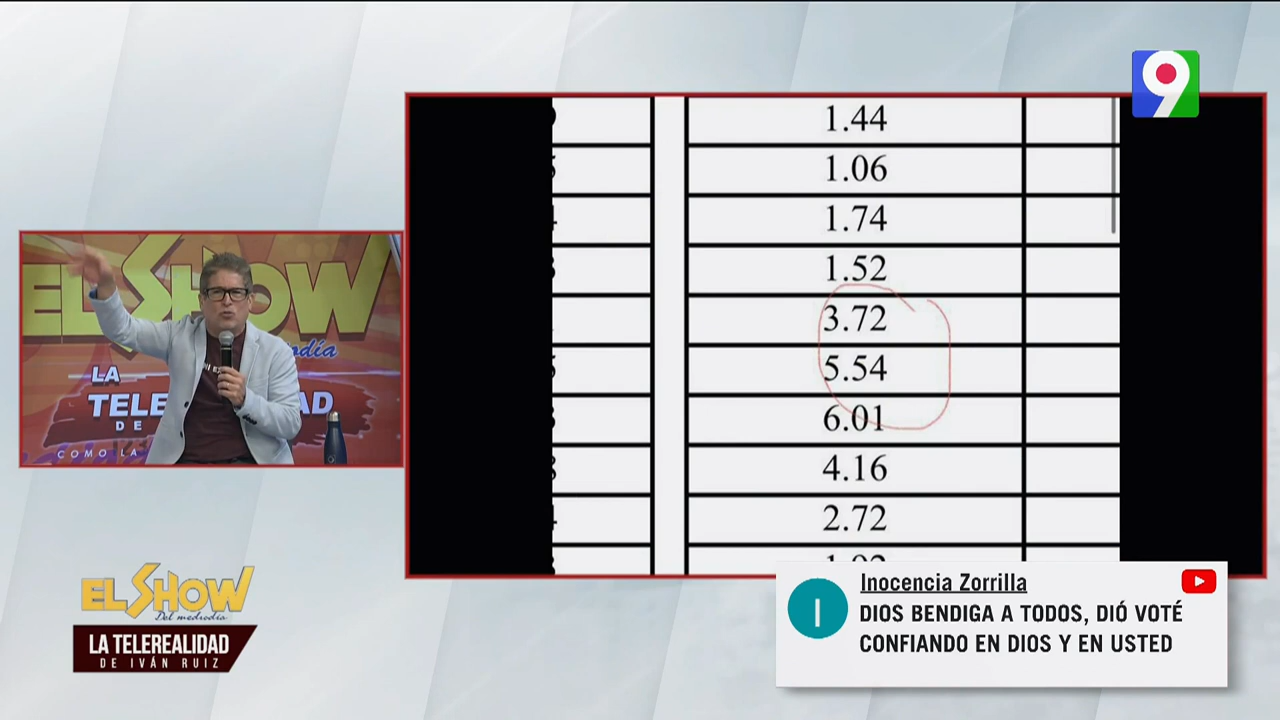 9
1.44
1.06
1.74
1.52
3.72
5.54
6.01
4.16
2.72
EL SHOW
LA
COMO LA
EL SHOW
Del mediodía
LA TELEREALIDAD
DE IVÁN RUIZ
I
Inocencia Zorrilla
DIOS BENDIGA A TODOS, DIÓ VOTÉ
CONFIANDO EN DIOS Y EN USTED